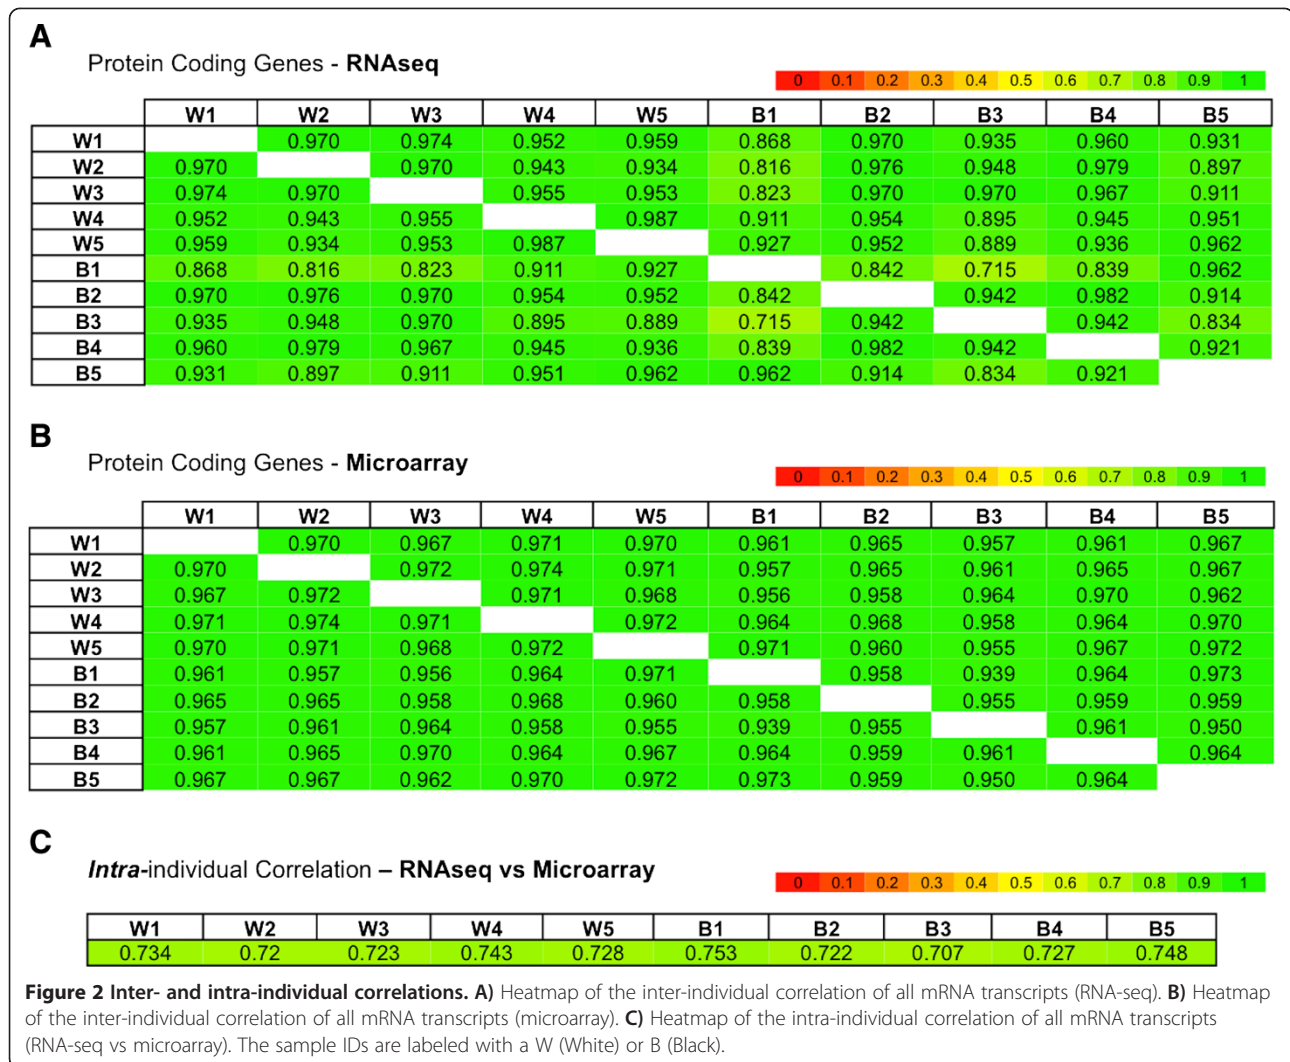 A
Protein Coding Genes - RNAseq
0 0.1 0.2 0.3 0.4 0.5 0.6 0.7 0.8 0.9 1
W1 W2 W3 W4 W5 B1 B2 B3 B4 B5
W1 0.970 0.974 0.952 0.959 0.868 0.970 0.935 0.960 0.931
W2 0.970 0.970 0.943 0.934 0.816 0.976 0.948 0.979 0.897
W3 0.974 0.970 0.955 0.953 0.823 0.970 0.970 0.967 0.911
W4 0.952 0.943 0.955 0.987 0.911 0.954 0.895 0.945 0.951
W5 0.959 0.934 0.953 0.987 0.927 0.952 0.889 0.936 0.962
B1 0.868 0.816 0.823 0.911 0.927 0.842 0.715 0.839 0.962
B2 0.970 0.976 0.970 0.954 0.952 0.842 0.942 0.982 0.914
B3 0.935 0.948 0.970 0.895 0.889 0.715 0.942 0.942 0.834
B4 0.960 0.979 0.967 0.945 0.936 0.839 0.982 0.942 0.921
B5 0.931 0.897 0.911 0.951 0.962 0.962 0.914 0.834 0.921
B
Protein Coding Genes - Microarray
0 0.1 0.2 0.3 0.4 0.5 0.6 0.7 0.8 0.9 1
W1 W2 W3 W4 W5 B1 B2 B3 B4 B5
W1 0.970 0.967 0.971 0.970 0.961 0.965 0.957 0.961 0.967
W2 0.970 0.972 0.974 0.971 0.957 0.965 0.961 0.965 0.967
W3 0.967 0.972 0.971 0.968 0.956 0.958 0.964 0.970 0.962
W4 0.971 0.974 0.971 0.972 0.964 0.968 0.958 0.964 0.970
W5 0.970 0.971 0.968 0.972 0.971 0.960 0.955 0.967 0.972
B1 0.961 0.957 0.956 0.964 0.971 0.958 0.939 0.964 0.973
B2 0.965 0.965 0.958 0.968 0.960 0.958 0.955 0.959 0.959
B3 0.957 0.961 0.964 0.958 0.955 0.939 0.955 0.961 0.950
B4 0.961 0.965 0.970 0.964 0.967 0.964 0.959 0.961 0.964
B5 0.967 0.967 0.962 0.970 0.972 0.973 0.959 0.950 0.964
C
Intra-individual Correlation – RNAseq vs Microarray
0 0.1 0.2 0.3 0.4 0.5 0.6 0.7 0.8 0.9 1
W1 W2 W3 W4 W5 B1 B2 B3 B4 B5
0.734 0.72 0.723 0.743 0.728 0.753 0.722 0.707 0.727 0.748
Figure 2 Inter- and intra-individual correlations. A) Heatmap of the inter-individual correlation of all mRNA transcripts (RNA-seq). B) Heatmap
of the inter-individual correlation of all mRNA transcripts (microarray). C) Heatmap of the intra-individual correlation of all mRNA transcripts
(RNA-seq vs microarray). The sample IDs are labeled with a W (White) or B (Black).